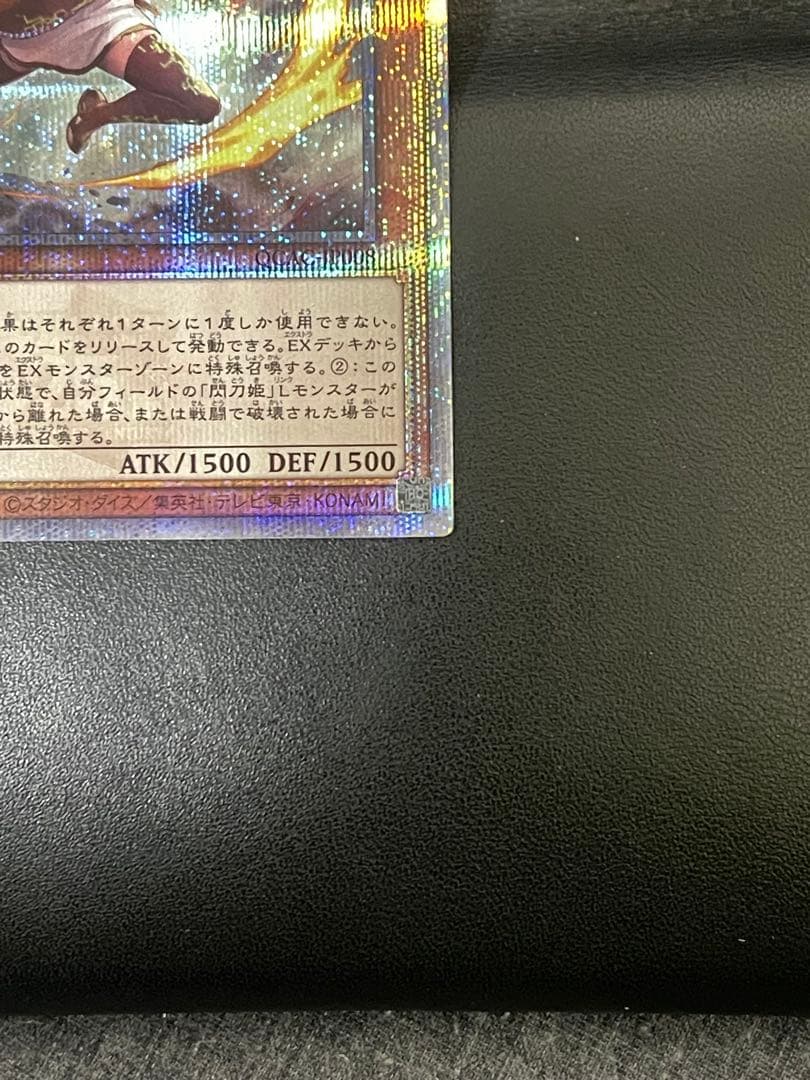 QCAC-JP008
果はそれぞれ1ターンに1度しか使用できない。
のカードをリリースして発動できる。EXデッキから
をEXモンスターゾーンに特殊召喚する。②：この
状態で、自分フィールドの「閃刀姫」Lモンスターが
から離れた場合、または戦闘で破壊された場合に
特殊召喚する。
ATK/1500 DEF/1500
©スタジオ・ダイス/集英社・テレビ東京・KONAMI